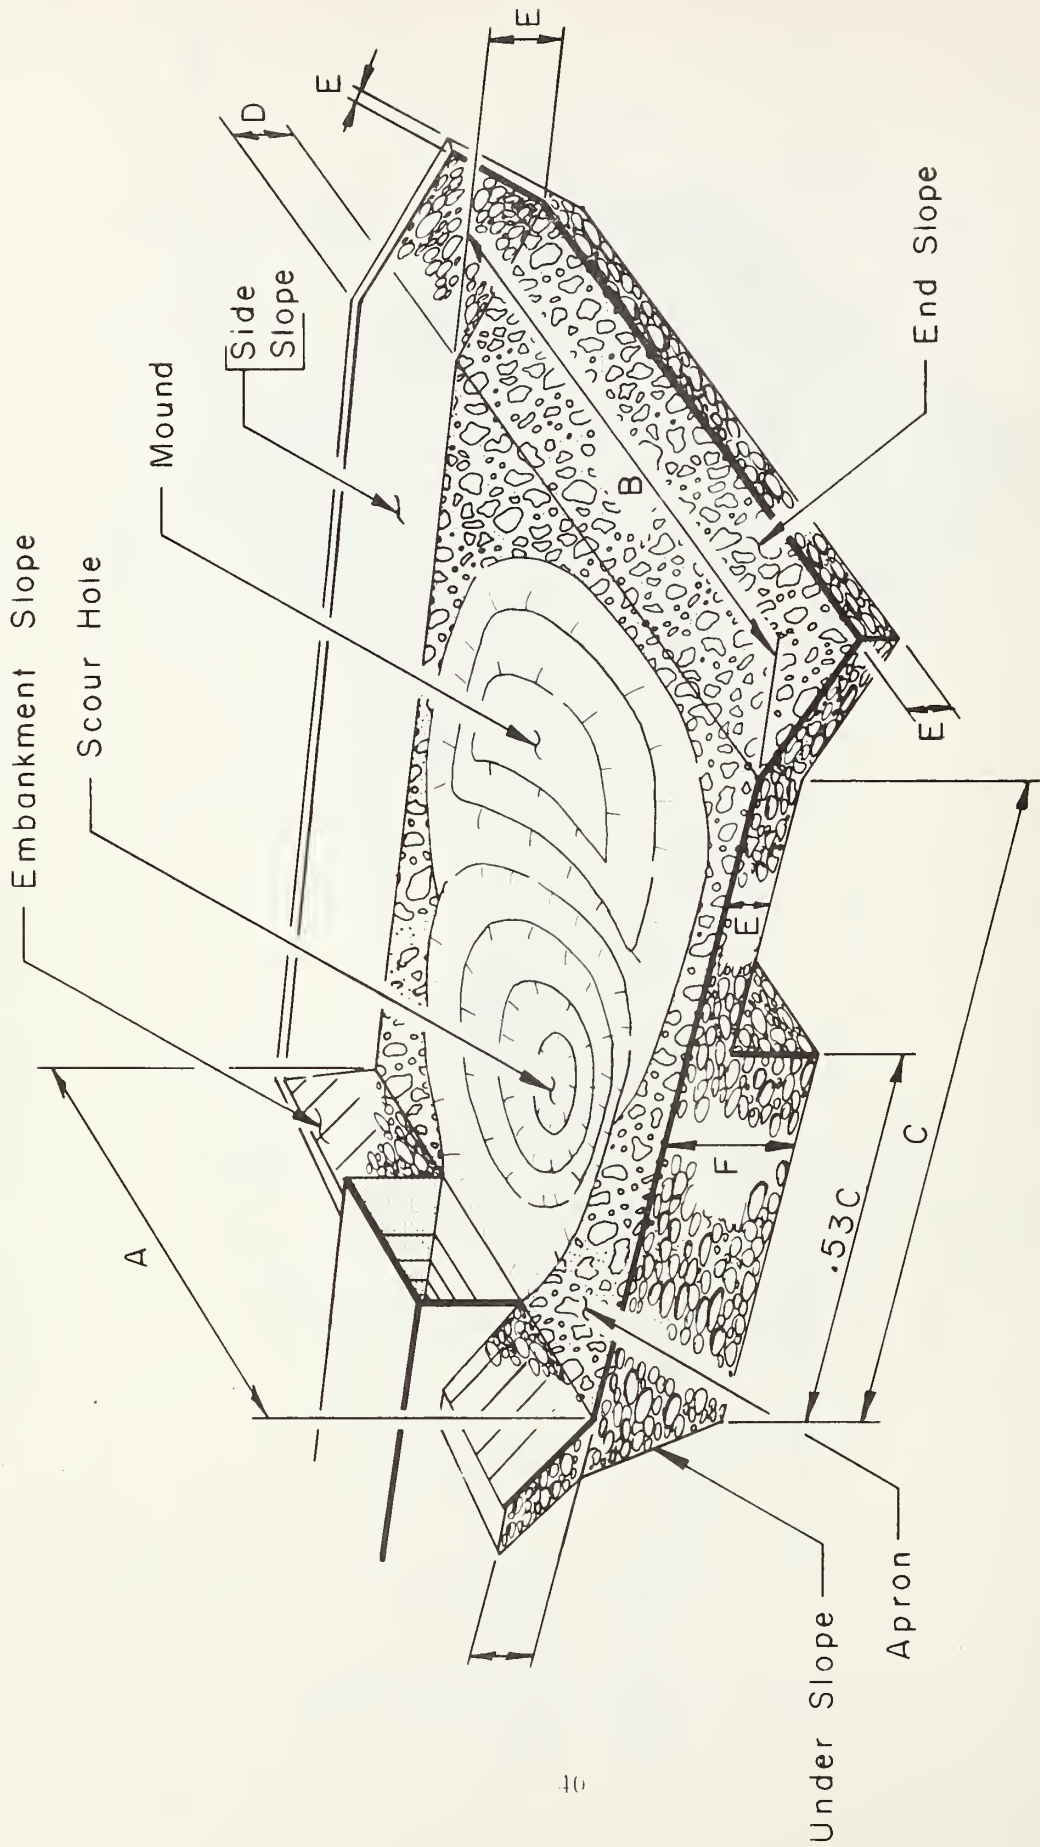 Embankment Slope
Scour Hole
Mound
Side
Slope
D
E
E
A
B
End Slope
E
E
F
.53C
C
Under Slope
Apron
40